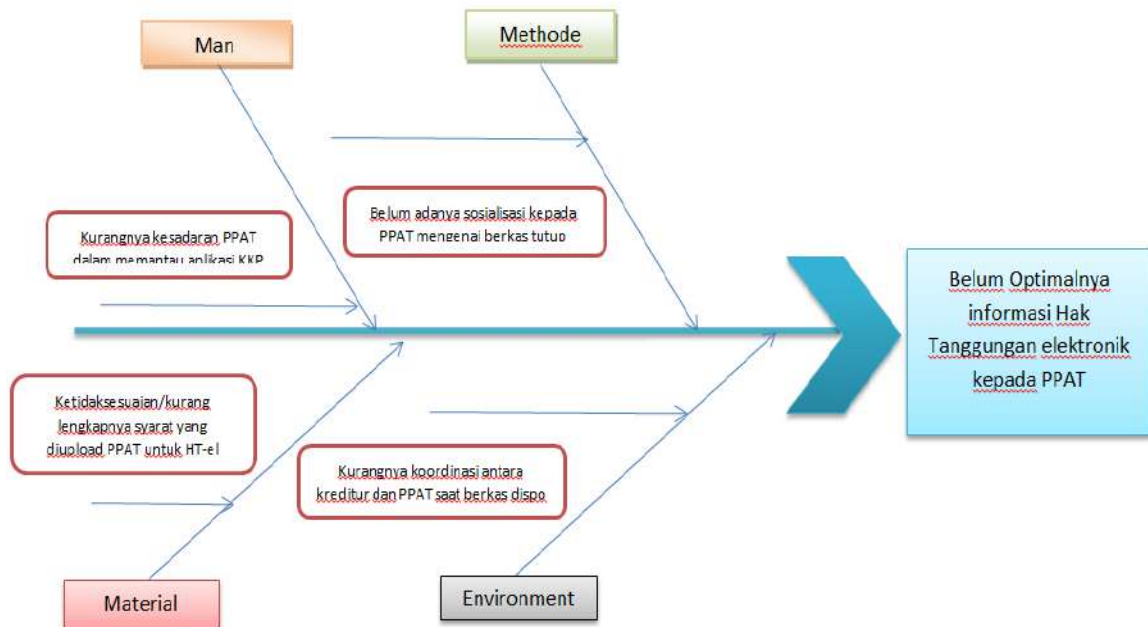 Man
Methode
Kurangnya kesadaran PPAT
dalam memantau aplikasi KKP
Belum adanya sosialisasi kepada
PPAT mengenai berkas tutup
Belum Optimalnya
informasi Hak
Tanggungan elektronik
kepada PPAT
Ketidaksesuaian/kurang
lengkapnya syarat yang
diupload PPAT untuk HT-el
Kurangnya koordinasi antara
kreditur dan PPAT saat berkas dispo
Material
Environment